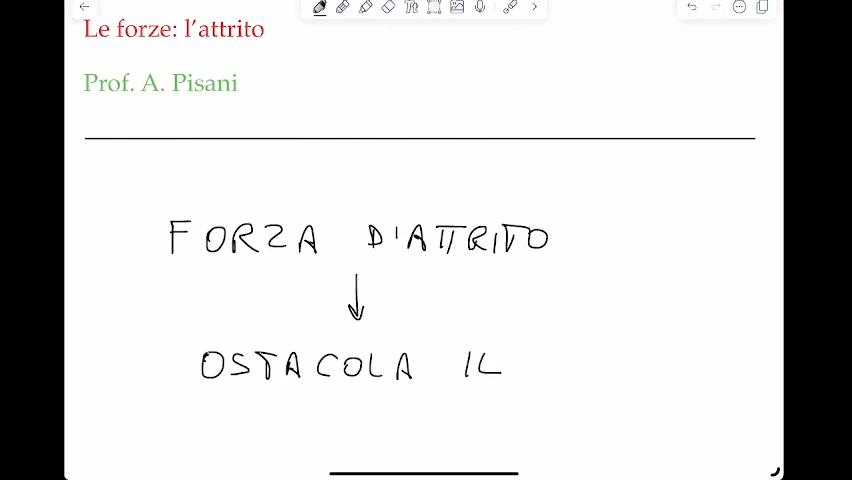 Le forze: l'attrito
Prof. A. Pisani
FORZA D'ATTRITO
OSTACOLA IL